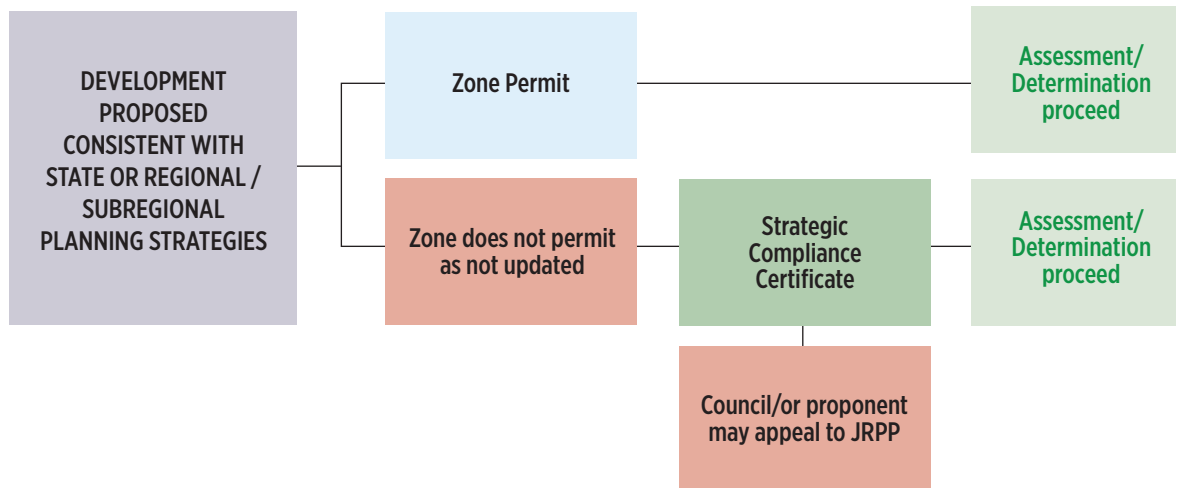 DEVELOPMENT
PROPOSED
CONSISTENT WITH
STATE OR REGIONAL /
SUBREGIONAL
PLANNING STRATEGIES
Zone Permit
Assessment/
Determination
proceed
Zone does not permit
as not updated
Strategic
Compliance
Certificate
Assessment/
Determination
proceed
Council/or proponent
may appeal to JRPP